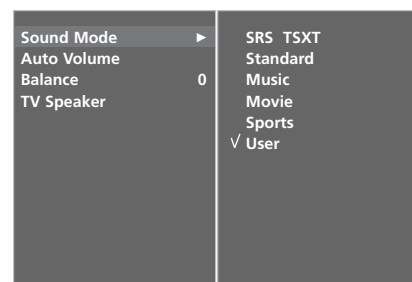 Sound Mode ►
Auto Volume
Balance 0
TV Speaker
SRS TSXT
Standard
Music
Movie
Sports
√ User